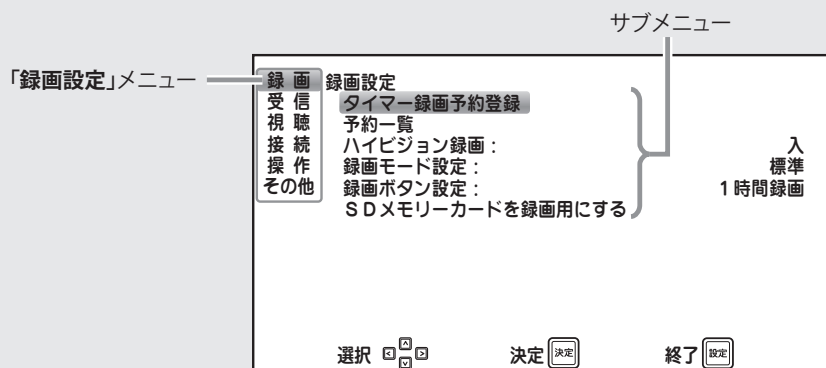 サブメニュー
「録画設定」メニュー
録 画 録画設定
受 信 タイマー録画予約登録
視 聴 予約一覧
接 続 ハイビジョン録画： 入
操 作 録画モード設定： 標準
その他 録画ボタン設定： 1時間録画
ＳＤメモリーカードを録画用にする
選択 決定 決定 終了 設定